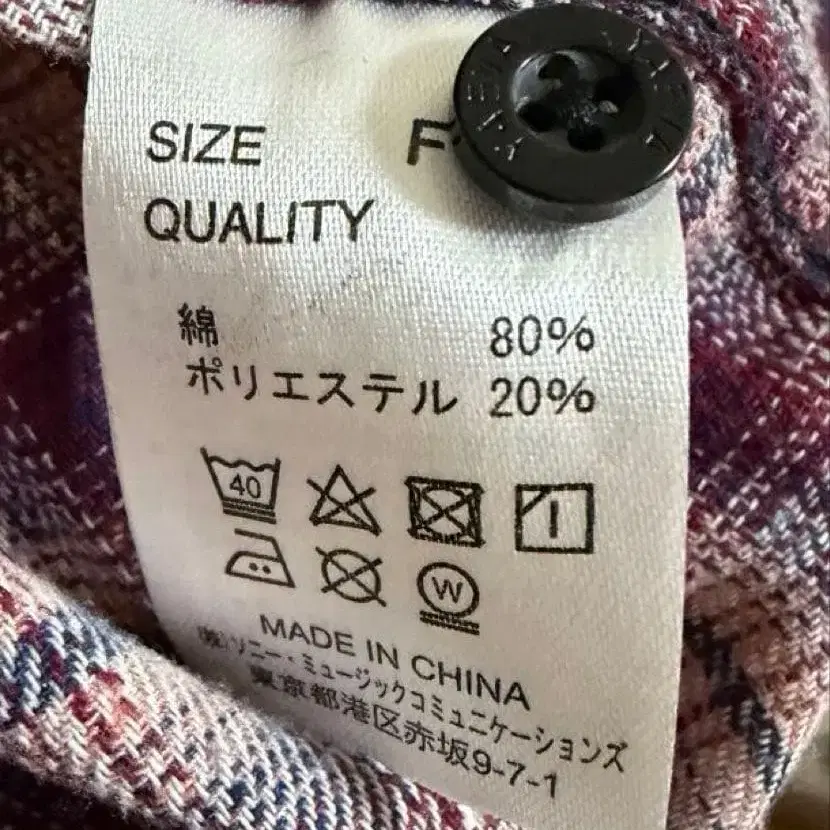 SIZE F
QUALITY
綿 80%
ポリエステル 20%
40
W
MADE IN CHINA
㈱ソニー・ミュージックコミュニケーションズ
東京都港区赤坂9-7-1